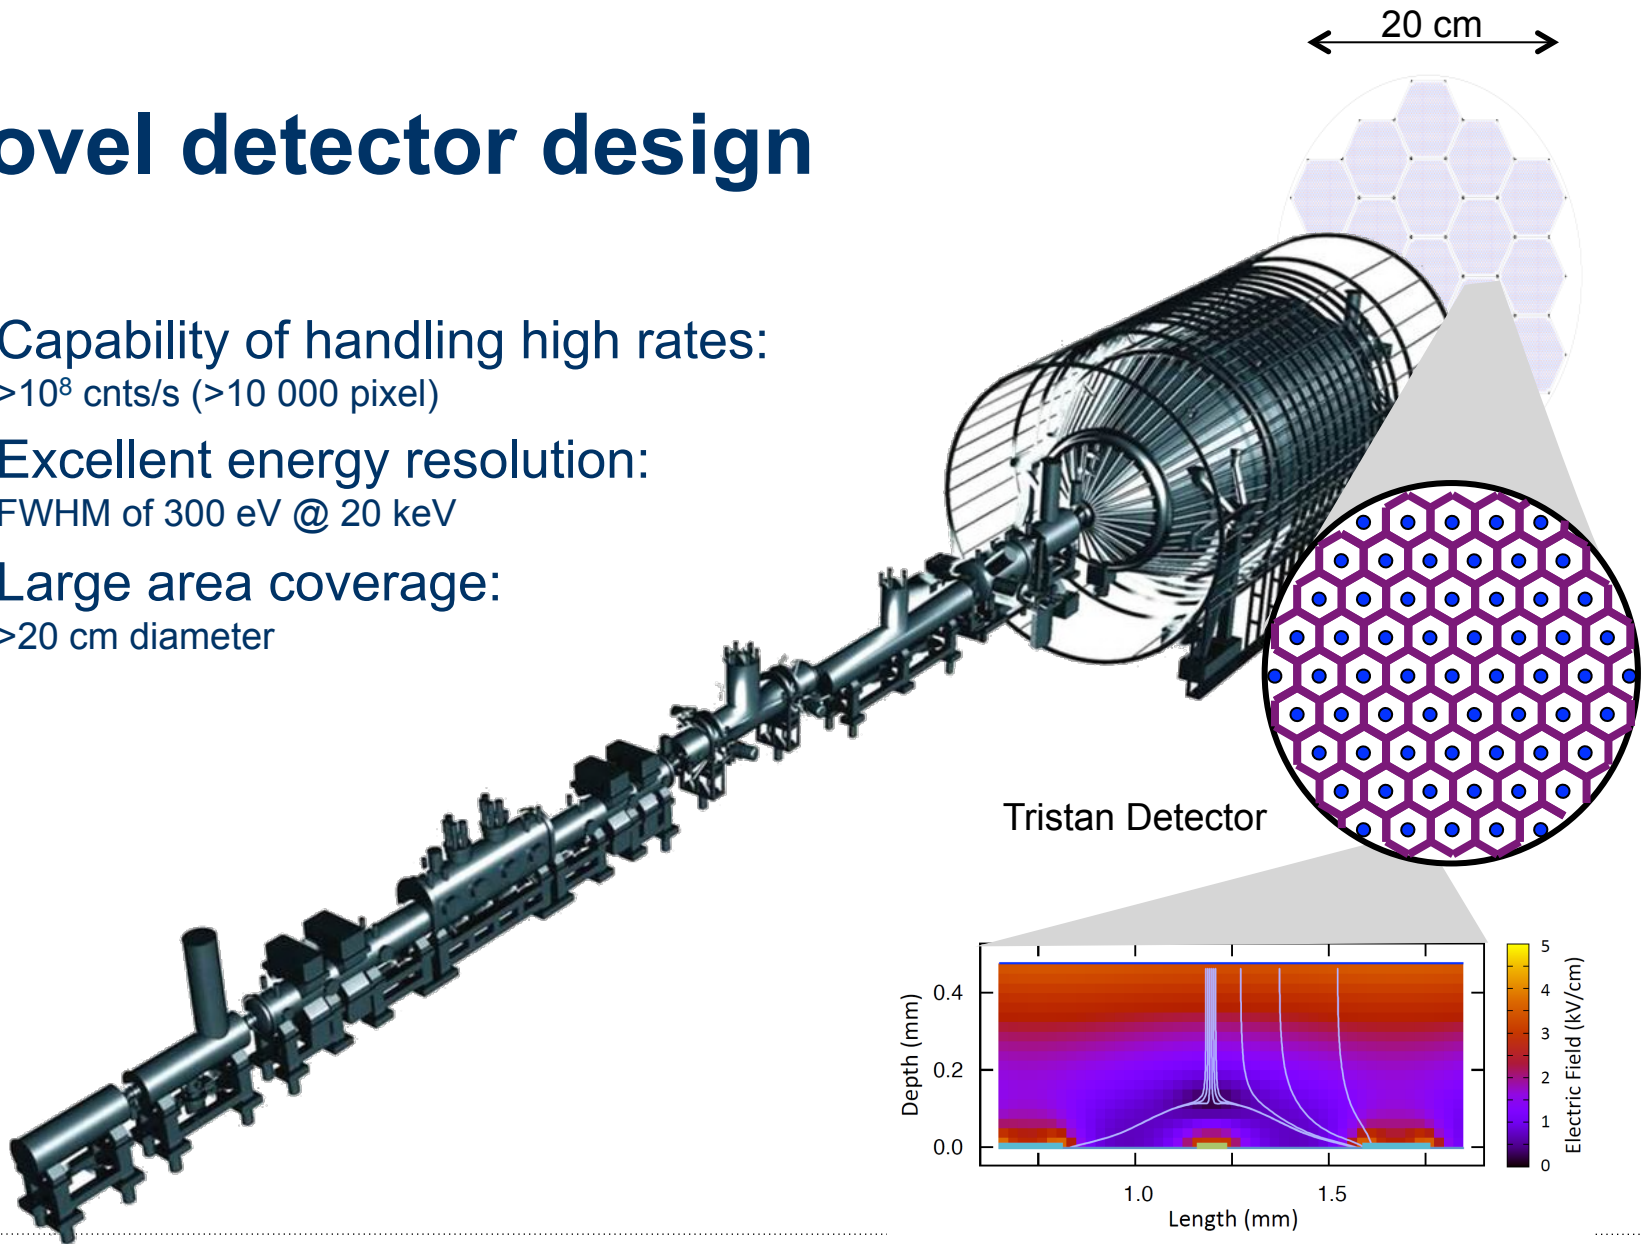 20 cm
ovel detector design
Capability of handling high rates:
>10⁸ cnts/s (>10 000 pixel)
Excellent energy resolution:
FWHM of 300 eV @ 20 keV
Large area coverage:
>20 cm diameter
Tristan Detector
Depth (mm)
0.4
0.2
0.0
1.0 1.5
Length (mm)
5
4
3
2
1
0
Electric Field (kV/cm)